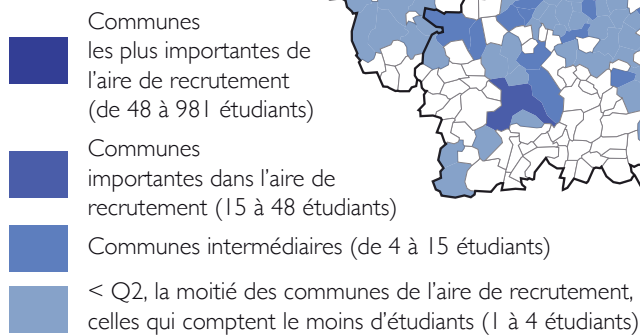 Communes
les plus importantes de
l'aire de recrutement
(de 48 à 981 étudiants)
Communes
importantes dans l'aire de
recrutement (15 à 48 étudiants)
Communes intermédiaires (de 4 à 15 étudiants)
< Q2, la moitié des communes de l'aire de recrutement,
celles qui comptent le moins d'étudiants (1 à 4 étudiants)